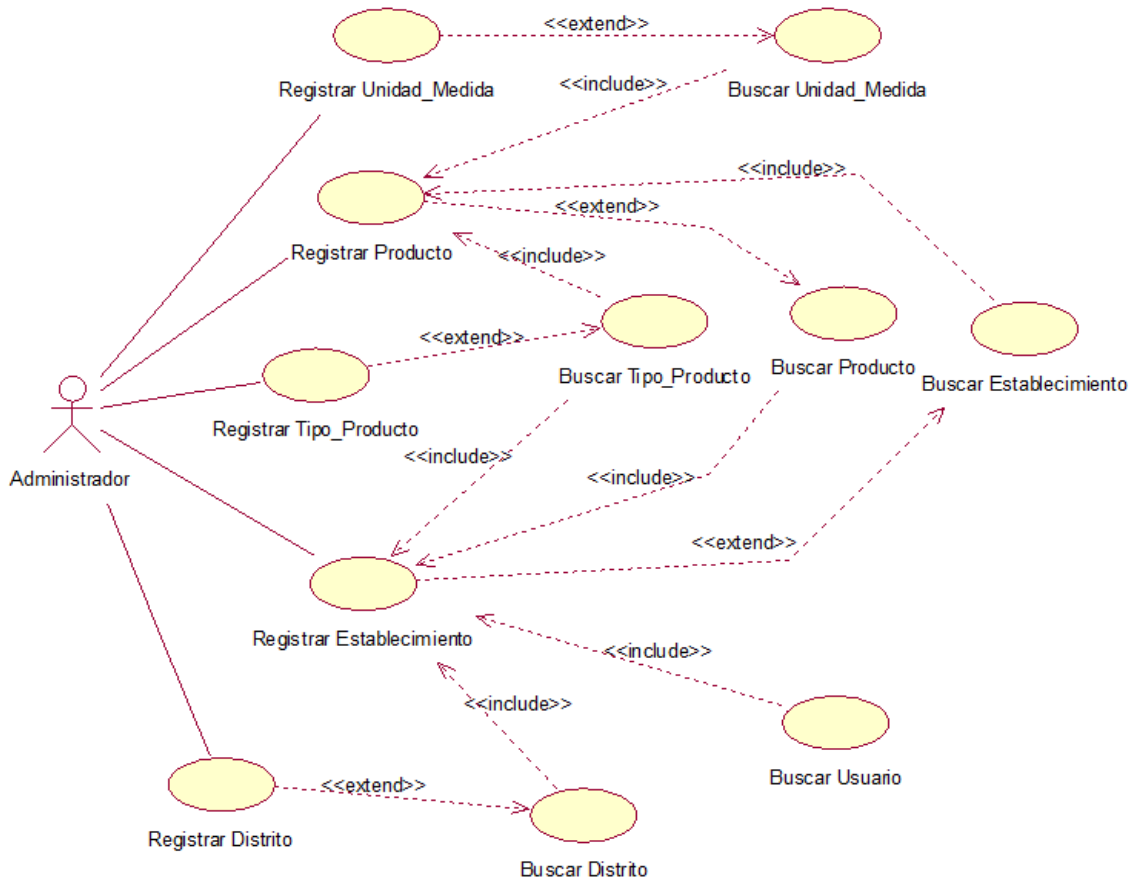 <<extend>>
Registrar Unidad_Medida
Buscar Unidad_Medida
<<include>>
<<include>>
<<extend>>
Registrar Producto
<<include>>
<<extend>>
Buscar Tipo_Producto
Buscar Producto
Buscar Establecimiento
Registrar Tipo_Producto
<<include>>
Administrador
<<include>>
<<extend>>
Registrar Establecimiento
<<include>>
<<include>>
Buscar Usuario
<<extend>>
Registrar Distrito
Buscar Distrito